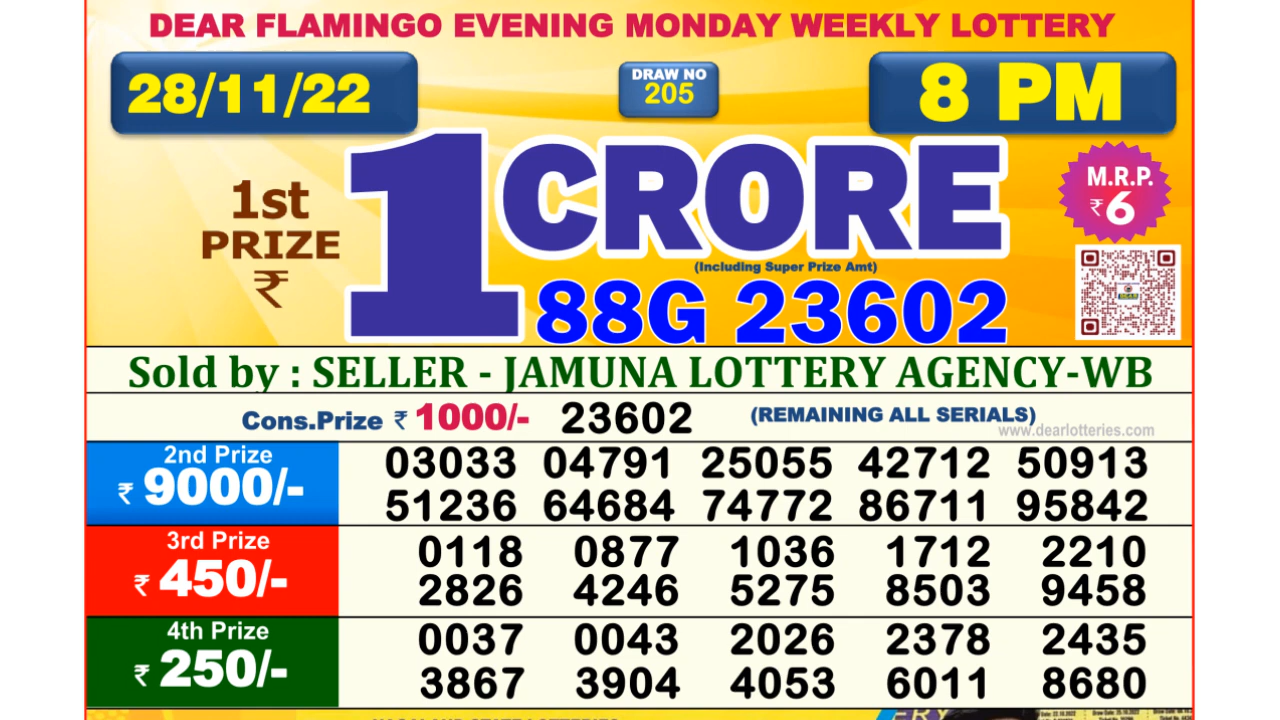 DEAR FLAMINGO EVENING MONDAY WEEKLY LOTTERY
28/11/22
DRAW NO
205
8 PM
1st
PRIZE
₹
1 CRORE
(Including Super Prize Amt)
88G 23602
M.R.P.
₹6
Sold by : SELLER - JAMUNA LOTTERY AGENCY-WB
Cons.Prize ₹ 1000/- 23602 (REMAINING ALL SERIALS)
www.dearlotteries.com
2nd Prize
₹ 9000/-
03033 04791 25055 42712 50913
51236 64684 74772 86711 95842
3rd Prize
₹ 450/-
0118 0877 1036 1712 2210
2826 4246 5275 8503 9458
4th Prize
₹ 250/-
0037 0043 2026 2378 2435
3867 3904 4053 6011 8680